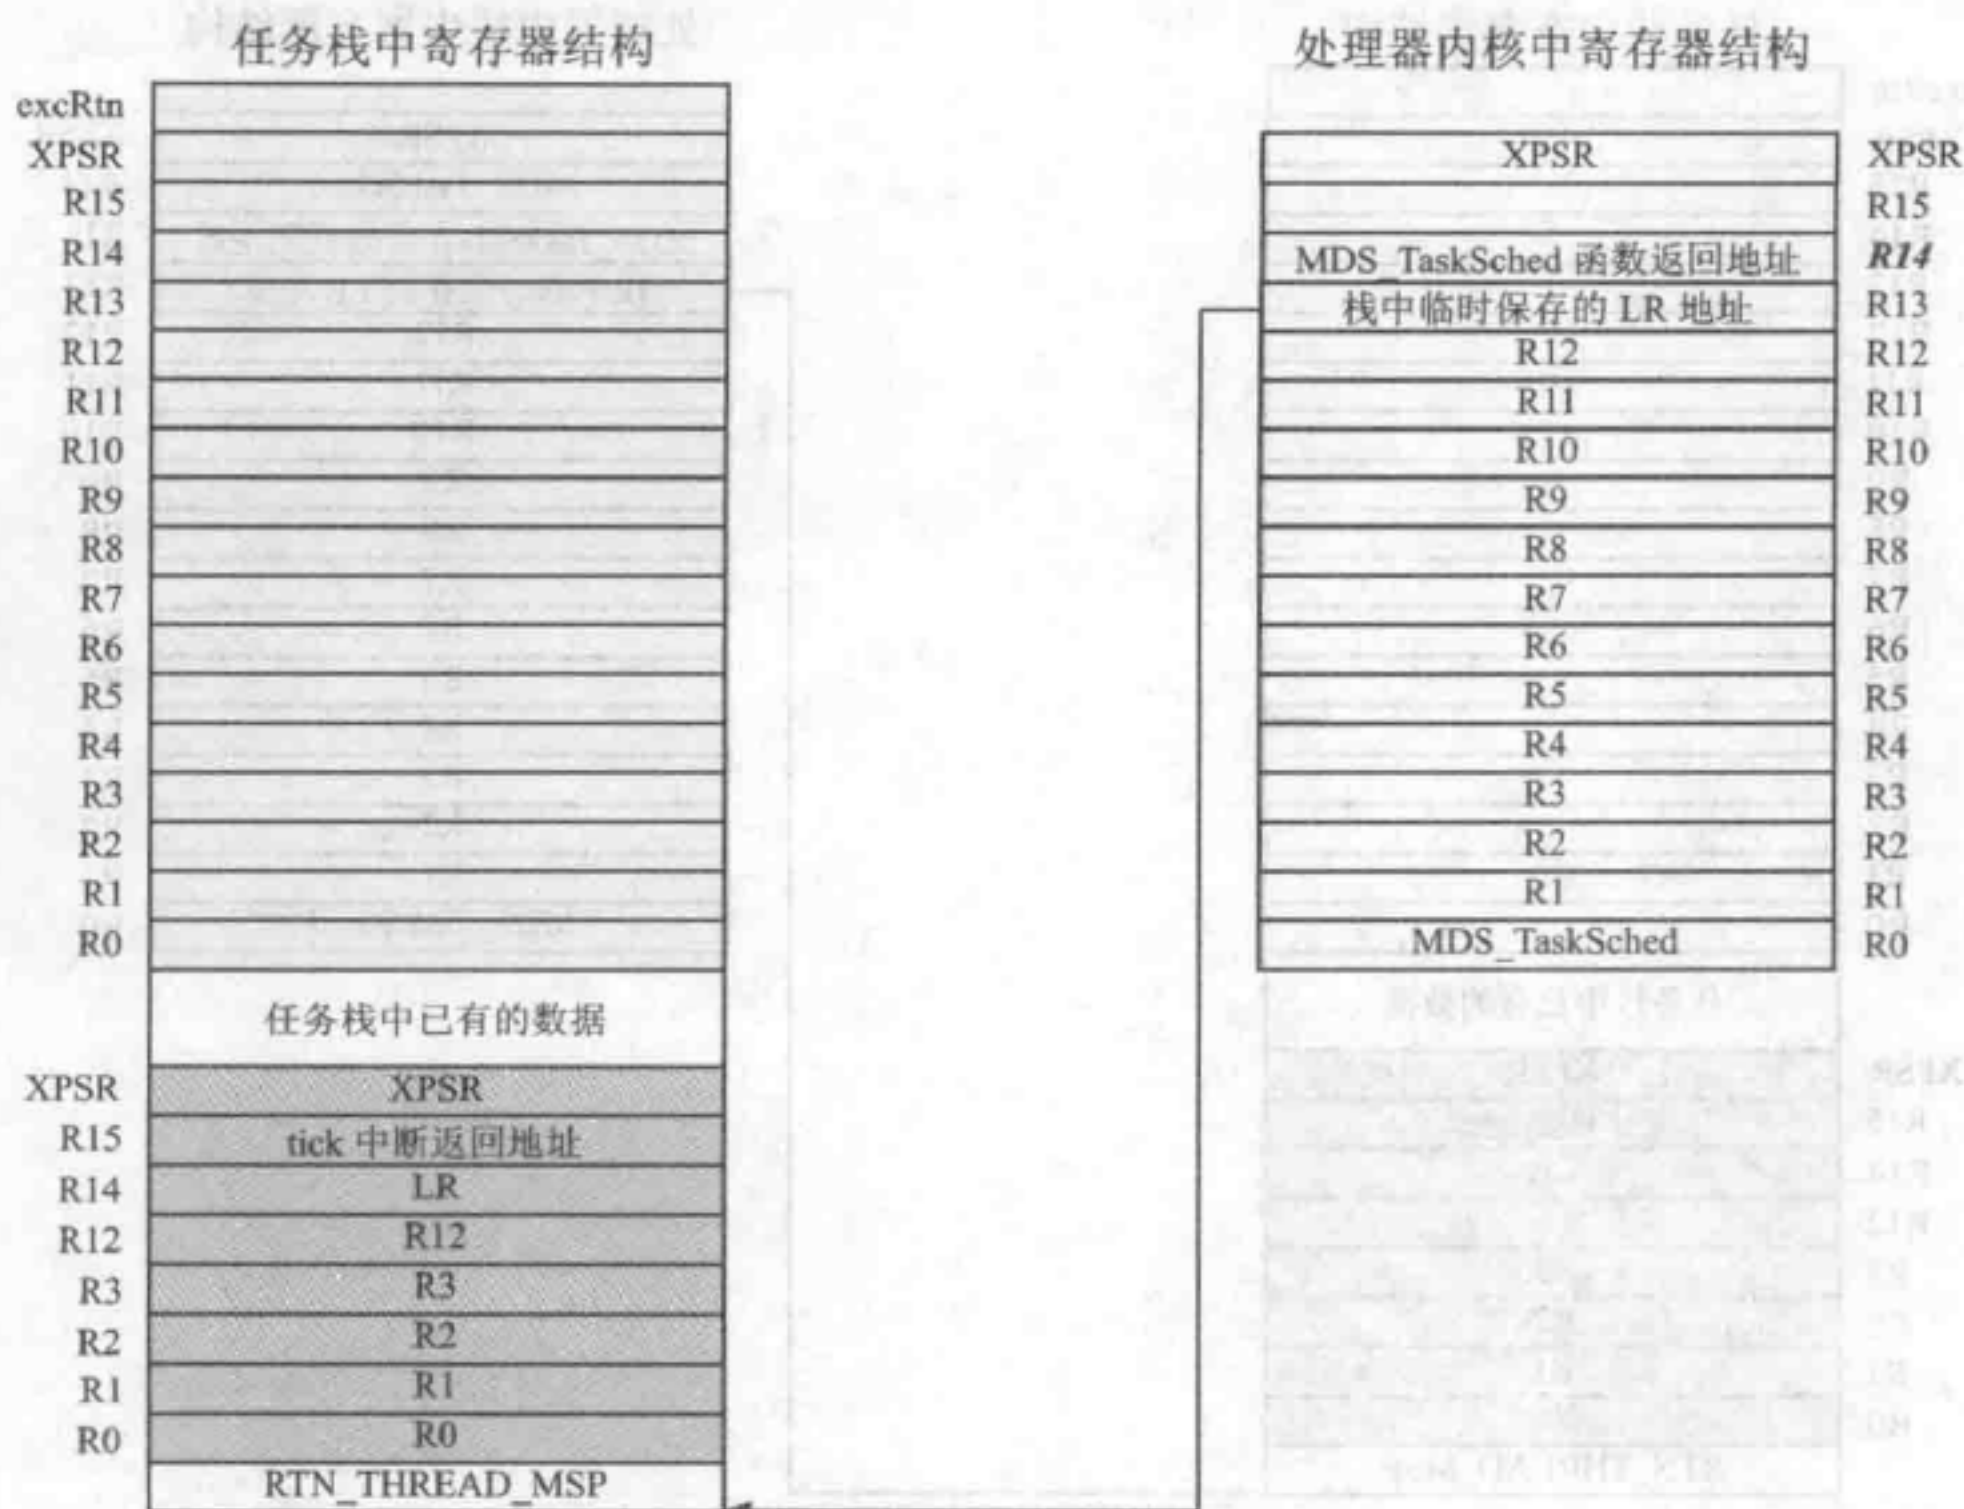 任务栈中寄存器结构
excRtn
XPSR
R15
R14
R13
R12
R11
R10
R9
R8
R7
R6
R5
R4
R3
R2
R1
R0
任务栈中已有的数据
XPSR XPSR
R15 tick 中断返回地址
R14 LR
R12 R12
R3 R3
R2 R2
R1 R1
R0 R0
RTN_THREAD_MSP
处理器内核中寄存器结构
XPSR XPSR
R15
MDS_TaskSched 函数返回地址 R14
栈中临时保存的 LR 地址 R13
R12 R12
R11 R11
R10 R10
R9 R9
R8 R8
R7 R7
R6 R6
R5 R5
R4 R4
R3 R3
R2 R2
R1 R1
MDS_TaskSched R0